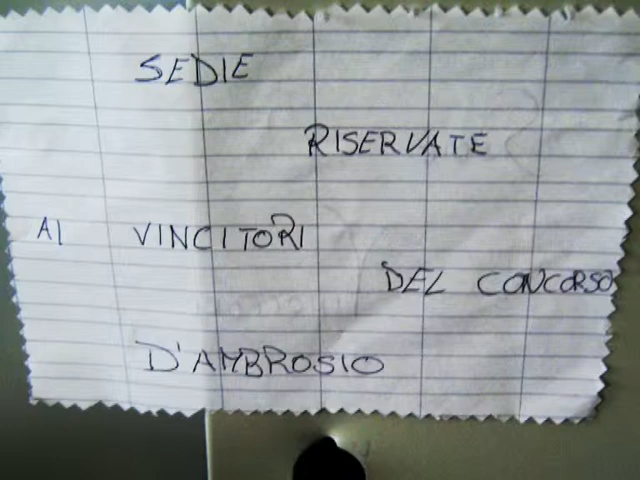 SEDIE
RISERVATE
AI VINCITORI
DEL CONCORSO
D'AMBROSIO